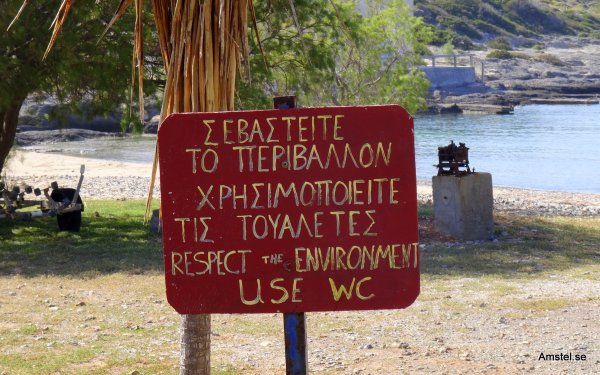 ΣΕΒΑΣΤΕΙΤΕ
ΤΟ ΠΕΡΙΒΑΛΛΟΝ
ΧΡΗΣΙΜΟΠΟΙΕΙΤΕ
ΤΙΣ ΤΟΥΑΛΕΤΕΣ
RESPECT THE ENVIRONMENT
USE WC
Amstel.se